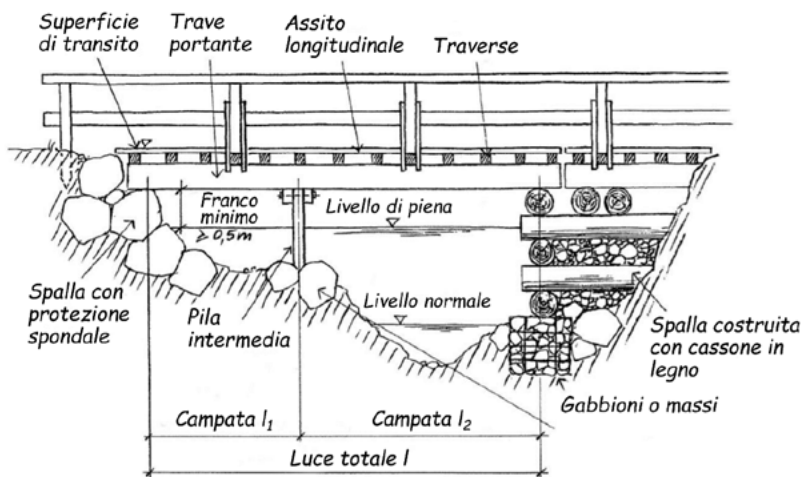 Superficie
di transito
Trave
portante
Assito
longitudinale
Traverse
Franco
minimo
≥ 0,5m
Livello di piena
Livello normale
Spalla con
protezione
spondale
Pila
intermedia
Spalla costruita
con cassone in
legno
Gabbioni o massi
Campata l₁
Campata l₂
Luce totale l